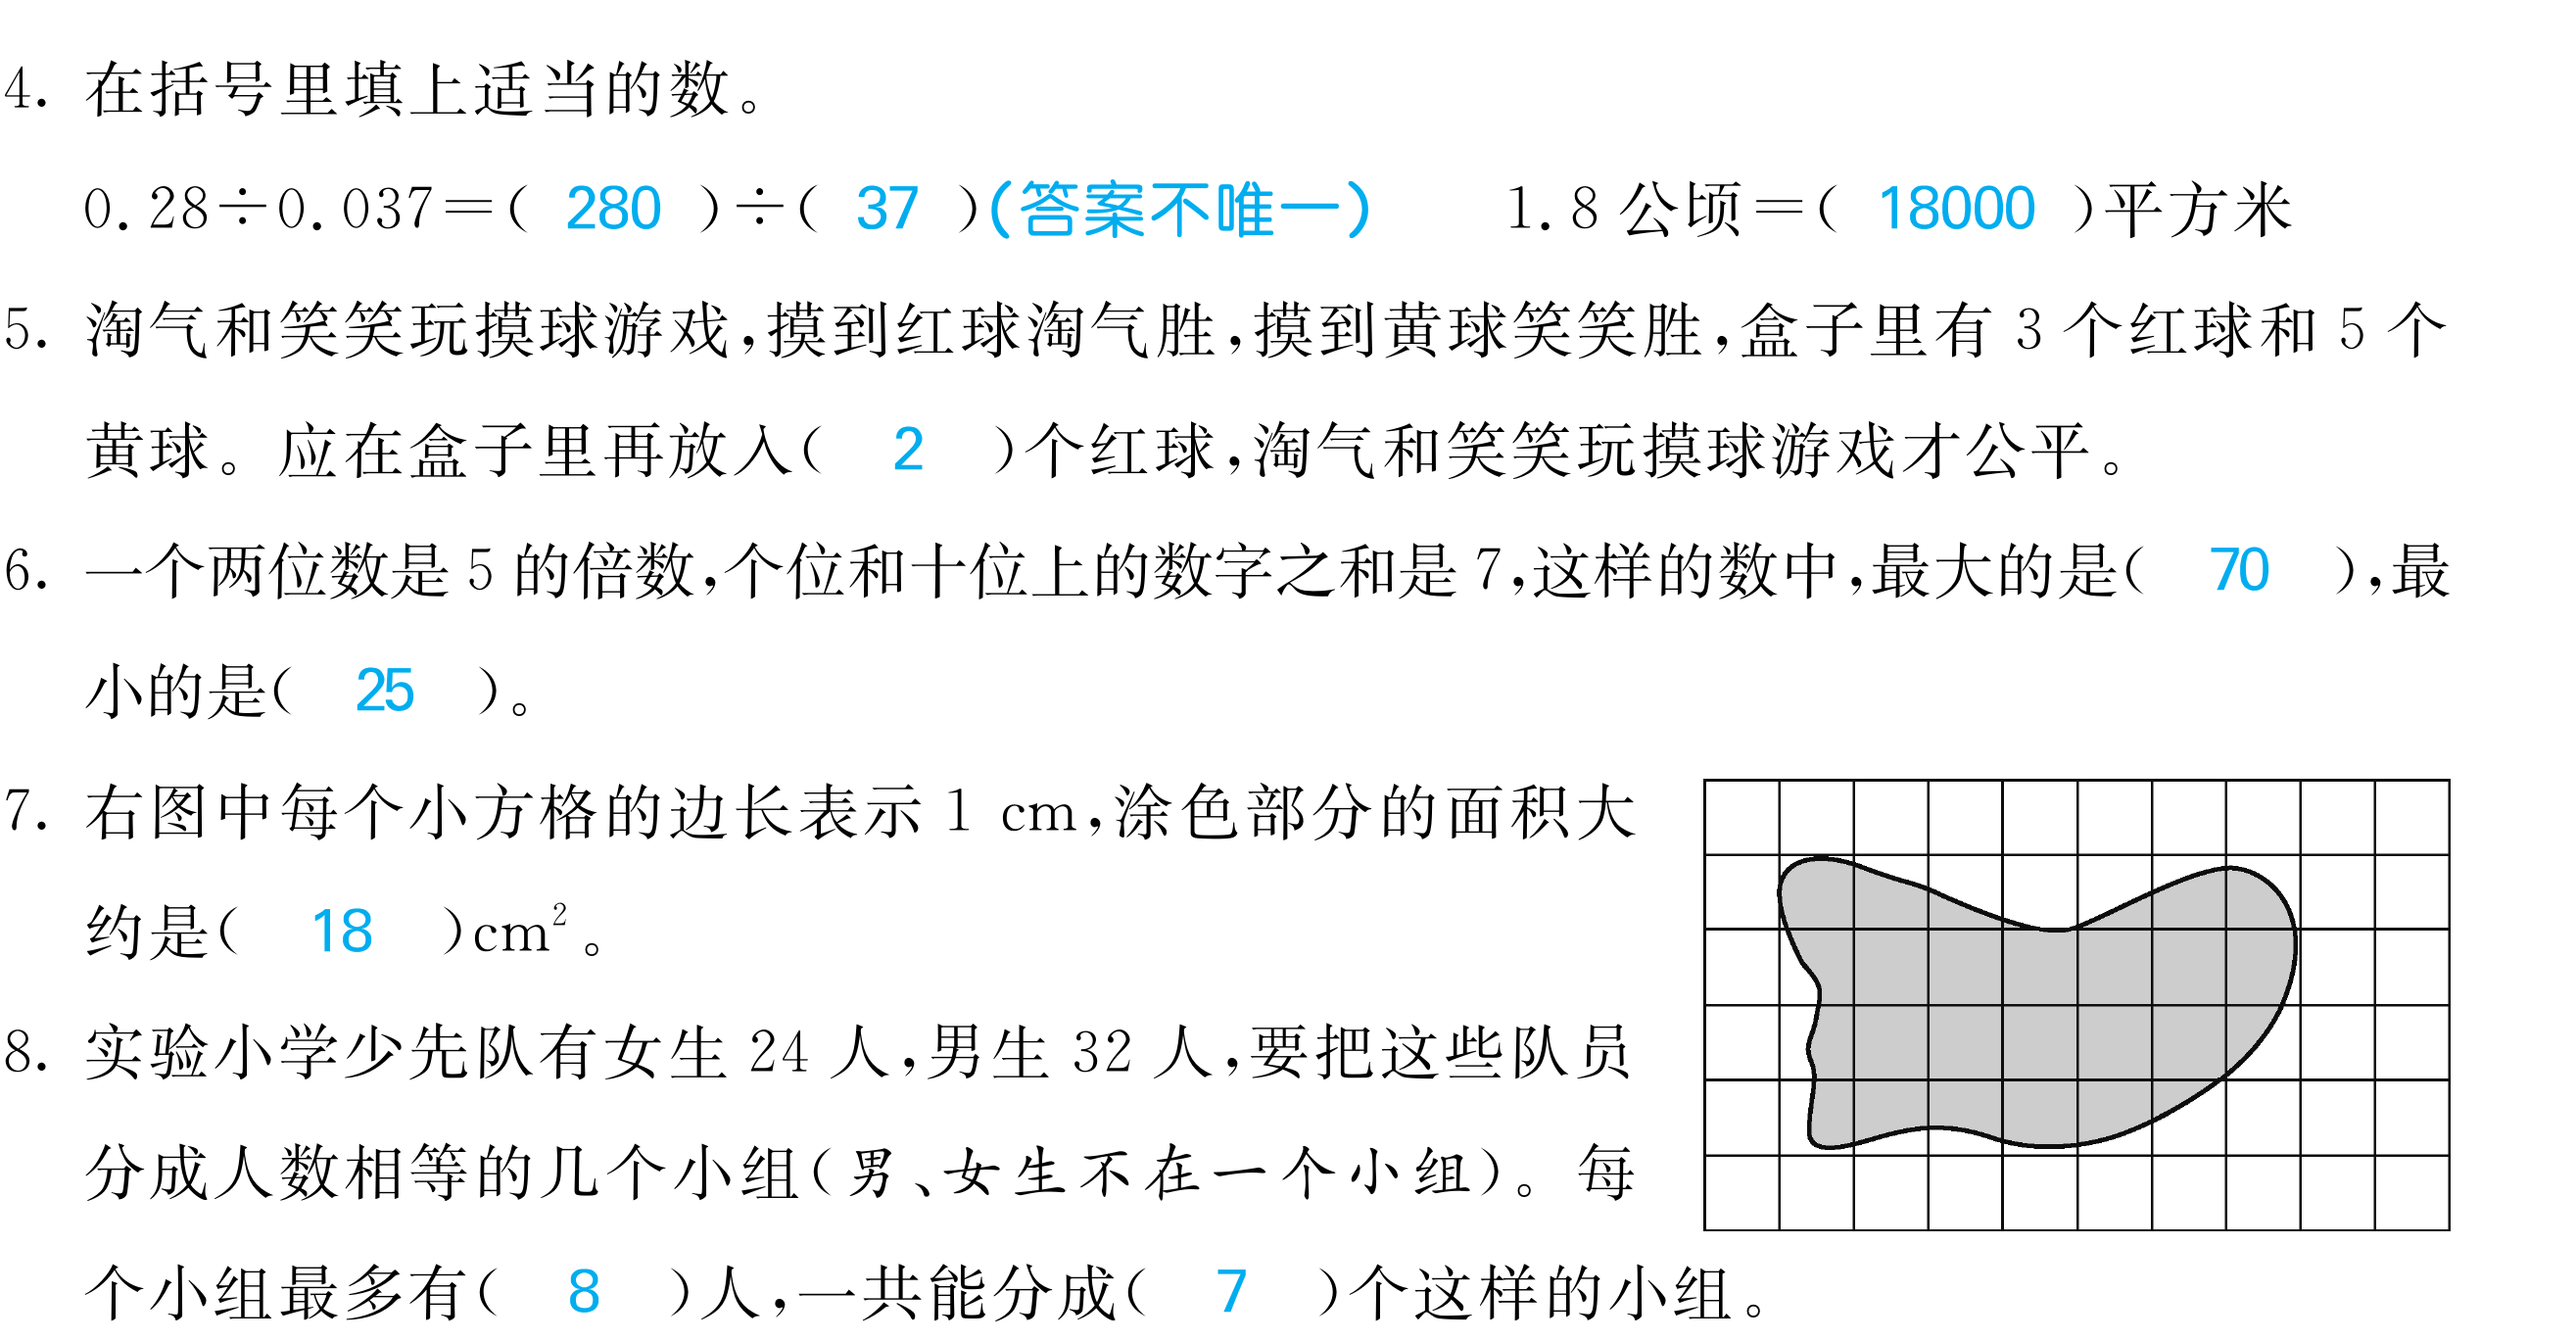 4. 在括号里填上适当的数。
0.28÷0.037=( 280 )÷( 37 )(答案不唯一) 1.8公顷=( 18000 )平方米
5. 淘气和笑笑玩摸球游戏,摸到红球淘气胜,摸到黄球笑笑胜,盒子里有3个红球和5个
黄球。应在盒子里再放入( 2 )个红球,淘气和笑笑玩摸球游戏才公平。
6. 一个两位数是5的倍数,个位和十位上的数字之和是7,这样的数中,最大的是( 70 ),最
小的是( 25 )。
7. 右图中每个小方格的边长表示1 cm,涂色部分的面积大
约是( 18 )cm²。
8. 实验小学少先队有女生24人,男生32人,要把这些队员
分成人数相等的几个小组(男、女生不在一个小组)。每
个小组最多有( 8 )人,一共能分成( 7 )个这样的小组。